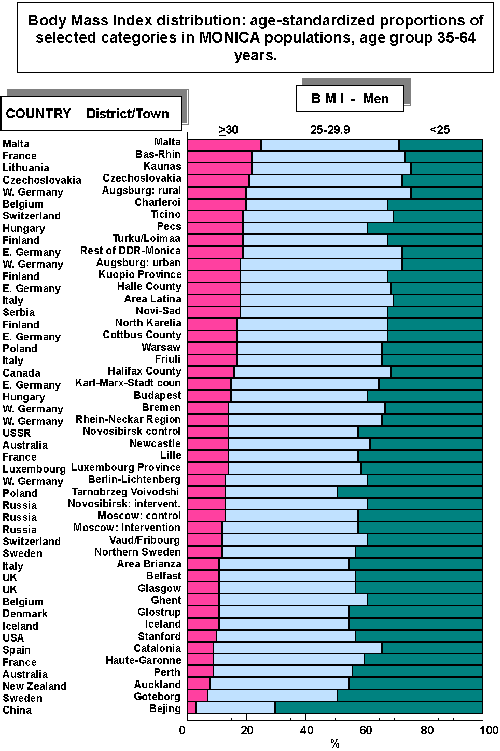 Body Mass Index distribution: age-standardized proportions of
selected categories in MONICA populations, age group 35-64
years.
B M I - Men
COUNTRY District/Town
≥30 25-29.9 <25
Malta Malta
France Bas-Rhin
Lithuania Kaunas
Czechoslovakia Czechoslovakia
W. Germany Augsburg: rural
Belgium Charleroi
Switzerland Ticino
Hungary Pecs
Finland Turku/Loimaa
E. Germany Rest of DDR-Monica
W. Germany Augsburg: urban
Finland Kuopio Province
E. Germany Halle County
Italy Area Latina
Serbia Novi-Sad
Finland North Karelia
E. Germany Cottbus County
Poland Warsaw
Italy Friuli
Canada Halifax County
E. Germany Karl-Marx-Stadt coun
Hungary Budapest
W. Germany Bremen
W. Germany Rhein-Neckar Region
USSR Novosibirsk control
Australia Newcastle
France Lille
Luxembourg Luxembourg Province
W. Germany Berlin-Lichtenberg
Poland Tarnobrzeg Voivodshi
Russia Novosibirsk: intervent.
Russia Moscow: control
Russia Moscow: Intervention
Switzerland Vaud/Fribourg
Sweden Northern Sweden
Italy Area Brianza
UK Belfast
UK Glasgow
Belgium Ghent
Denmark Glostrup
Iceland Iceland
USA Stanford
Spain Catalonia
France Haute-Garonne
Australia Perth
New Zealand Auckland
Sweden Goteborg
China Bejing
0 20 40 60 80 100
%